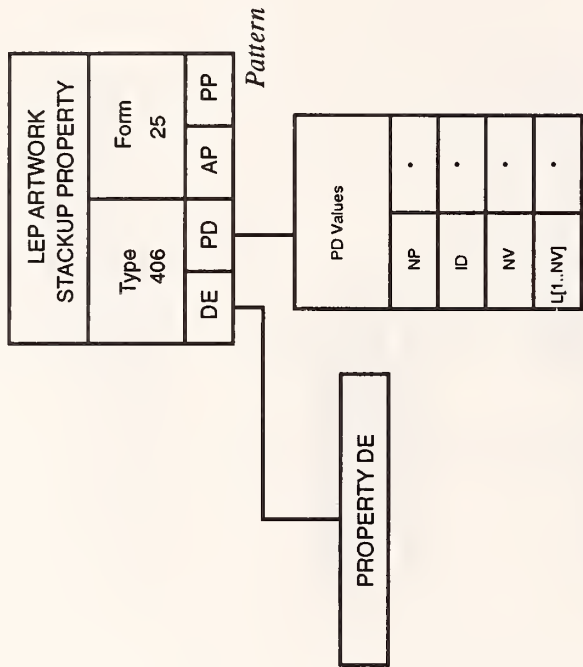 LEP ARTWORK
STACKUP PROPERTY
Type
406
Form
25
DE PD AP PP
Pattern
PROPERTY DE
PD Values
NP •
ID •
NV •
L[1..NV] •